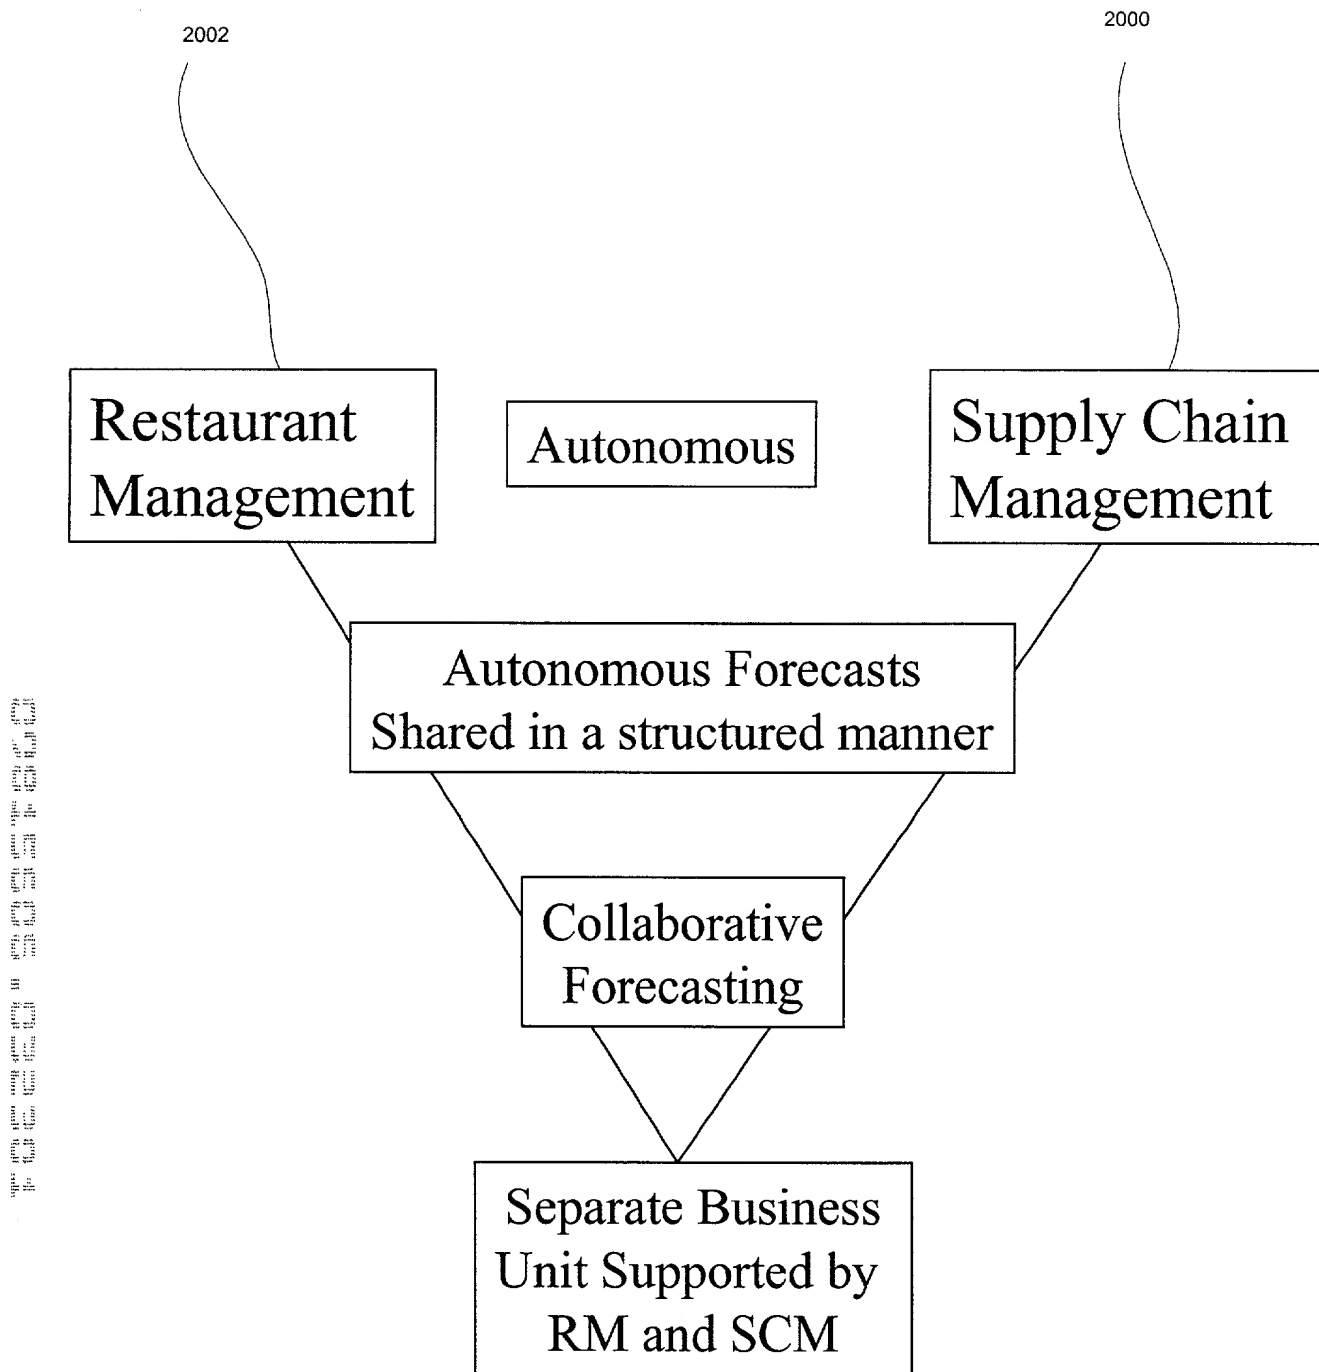 2002
2000
Restaurant
Management
Autonomous
Supply Chain
Management
Autonomous Forecasts
Shared in a structured manner
Collaborative
Forecasting
Separate Business
Unit Supported by
RM and SCM